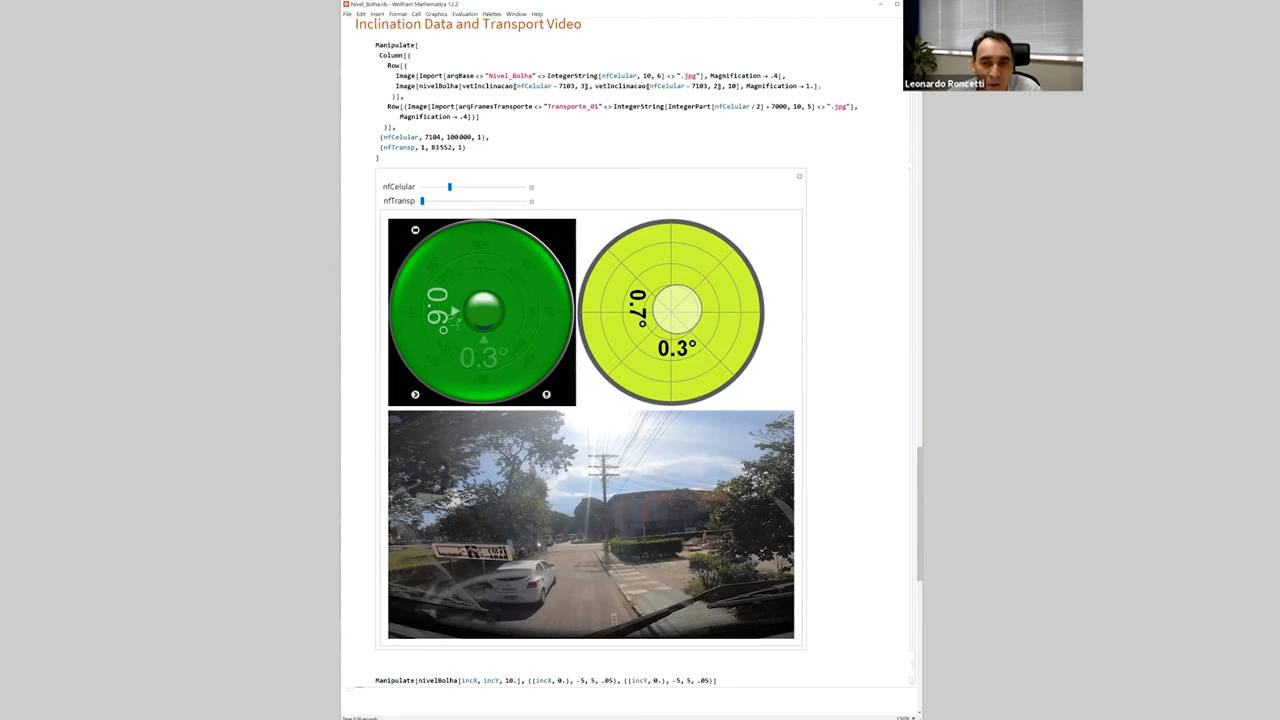 Nivel_Bolha.nb - Wolfram Mathematica 12.2
File Edit Insert Format Cell Graphics Evaluation Palettes Window Help
Inclination Data and Transport Video
Manipulate[
Column[{
Row[{
Image[Import[arqBase <> "Nivel_Bolha" <> IntegerString[nfCelular, 10, 6] <> ".jpg"], Magnification → .4],
Image[nivelBolha[vetInclinacao[[nfCelular - 7103, 3]], vetInclinacao[[nfCelular - 7103, 2]], 10], Magnification → 1.],
}],
Row[{Image[Import[arqFramesTransporte <> "Transporte_01" <> IntegerString[IntegerPart[nfCelular / 2] + 7000, 10, 5] <> ".jpg"],
Magnification → .4]}]
}],
{nfCelular, 7104, 100000, 1},
{nfTransp, 1, 83552, 1}
]
nfCelular
nfTransp
0.6°
0.3°
0.7°
0.3°
Manipulate[nivelBolha[incX, incY, 10.], {{incX, 0.}, -5, 5, .05}, {{incY, 0.}, -5, 5, .05}]
Leonardo Roncetti